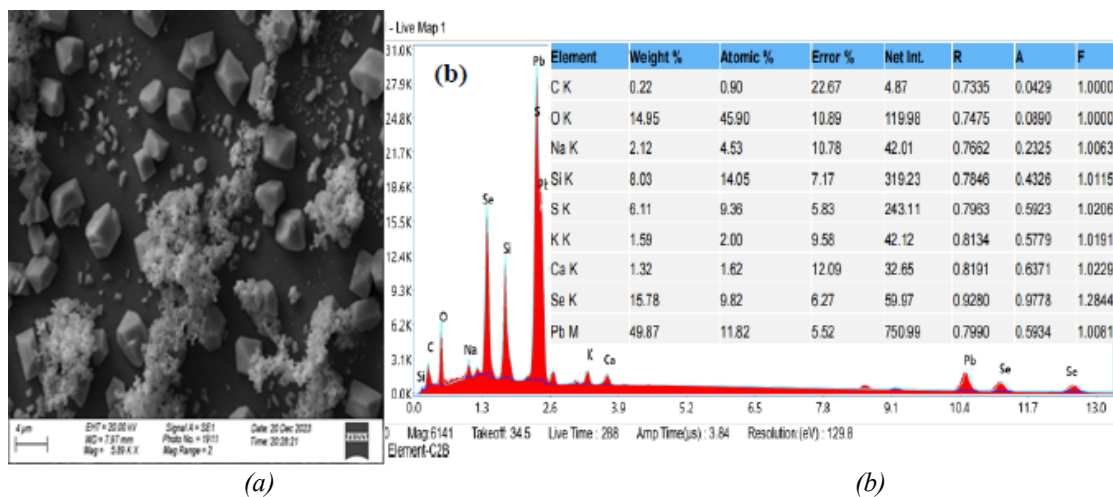 - Live Map 1
(b)
Element Weight % Atomic % Error % Net Int. R A F
C K 0.22 0.90 22.67 4.87 0.7335 0.0429 1.0000
O K 14.95 45.90 10.89 119.98 0.7475 0.0890 1.0000
Na K 2.12 4.53 10.78 42.01 0.7662 0.2325 1.0063
Si K 8.03 14.05 7.17 319.23 0.7846 0.4326 1.0115
S K 6.11 9.36 5.83 243.11 0.7963 0.5923 1.0206
K K 1.59 2.00 9.58 42.12 0.8134 0.5779 1.0191
Ca K 1.32 1.62 12.09 32.65 0.8191 0.6371 1.0229
Se K 15.78 9.82 6.27 59.97 0.9280 0.9778 1.2844
Pb M 49.87 11.82 5.52 750.99 0.7990 0.5934 1.0081
31.0K
27.9K
24.8K
21.7K
18.6K
15.5K
12.4K
9.3K
6.2K
3.1K
0.0K
Si C O Na Se Si Pb S K Ca Pb Se Se
0.0 1.3 2.6 3.9 5.2 6.5 7.8 9.1 10.4 11.7 13.0
Mag:6141 Takeoff: 34.5 Live Time : 288 Amp Time(µs) : 3.84 Resolution:(eV) : 129.8
Element-C2B
4 µm
EHT = 20.00 kV Signal A = SE1 Date: 20 Dec 2023
WD = 7.97 mm Photo No. = 1911 Time: 20:28:21
Mag = 5.89 K X Mag Range = 2
(a) (b)